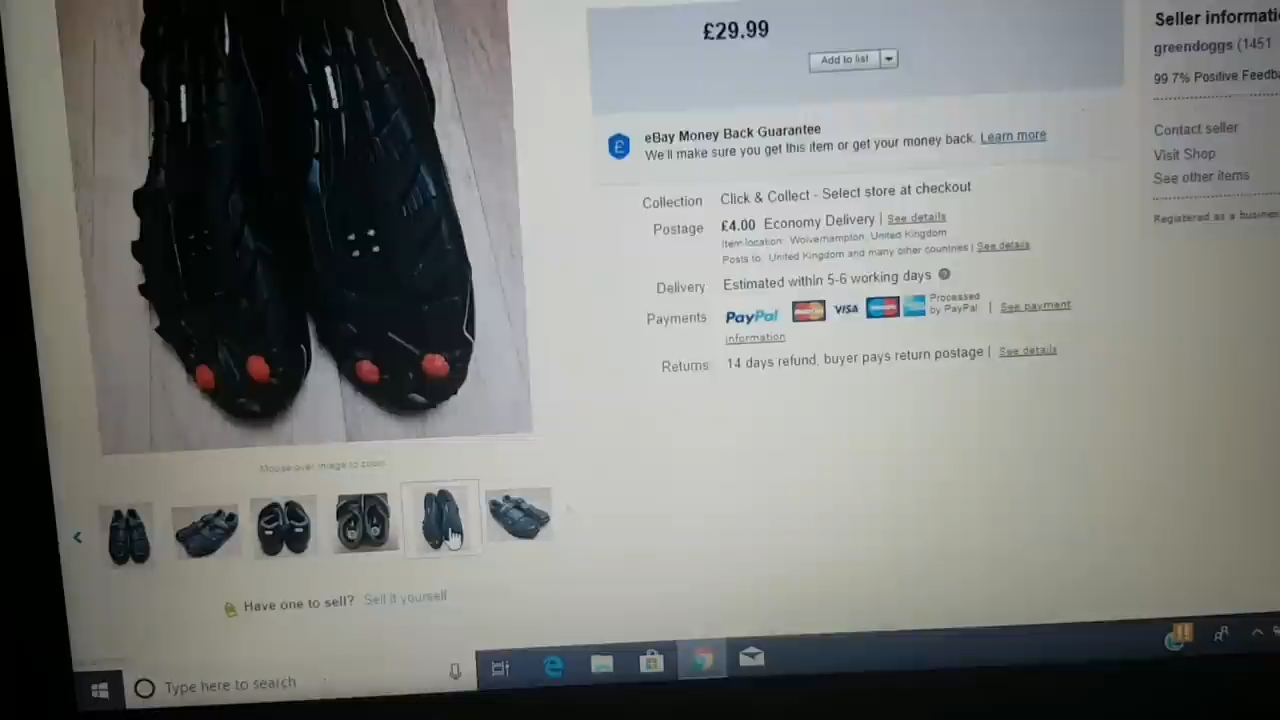 £29.99
Add to list
eBay Money Back Guarantee
We'll make sure you get this item or get your money back. Learn more
Collection Click & Collect - Select store at checkout
Postage £4.00 Economy Delivery | See details
Item location: Wolverhampton, United Kingdom
Posts to: United Kingdom and many other countries | See details
Delivery Estimated within 5-6 working days
Payments PayPal VISA Processed by PayPal | See payment information
Returns: 14 days refund, buyer pays return postage | See details
Seller
greendoggs (1451
99.7% Positive
Contact seller
Visit Shop
See other items
Registered as a
Mouse over image to zoom
Have one to sell? Sell it yourself
Type here to search